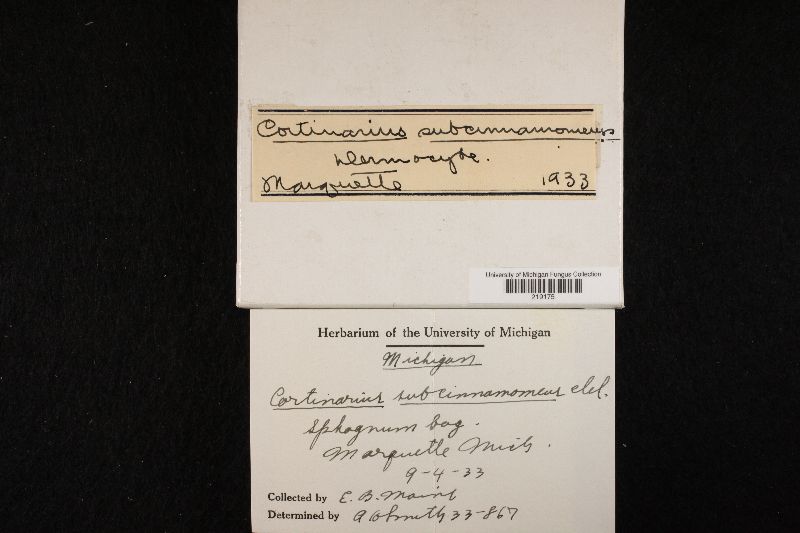 Cortinarius subcinnamomeus
Dermocybe.
Marquette 1933
University of Michigan Fungus Collection
Herbarium of the University of Michigan
Michigan
Cortinarius subcinnamomeus
Sphagnum bog.
Marquette Mich.
9-4-33
Collected by E. B. Mains
Determined by A H Smith 33-867